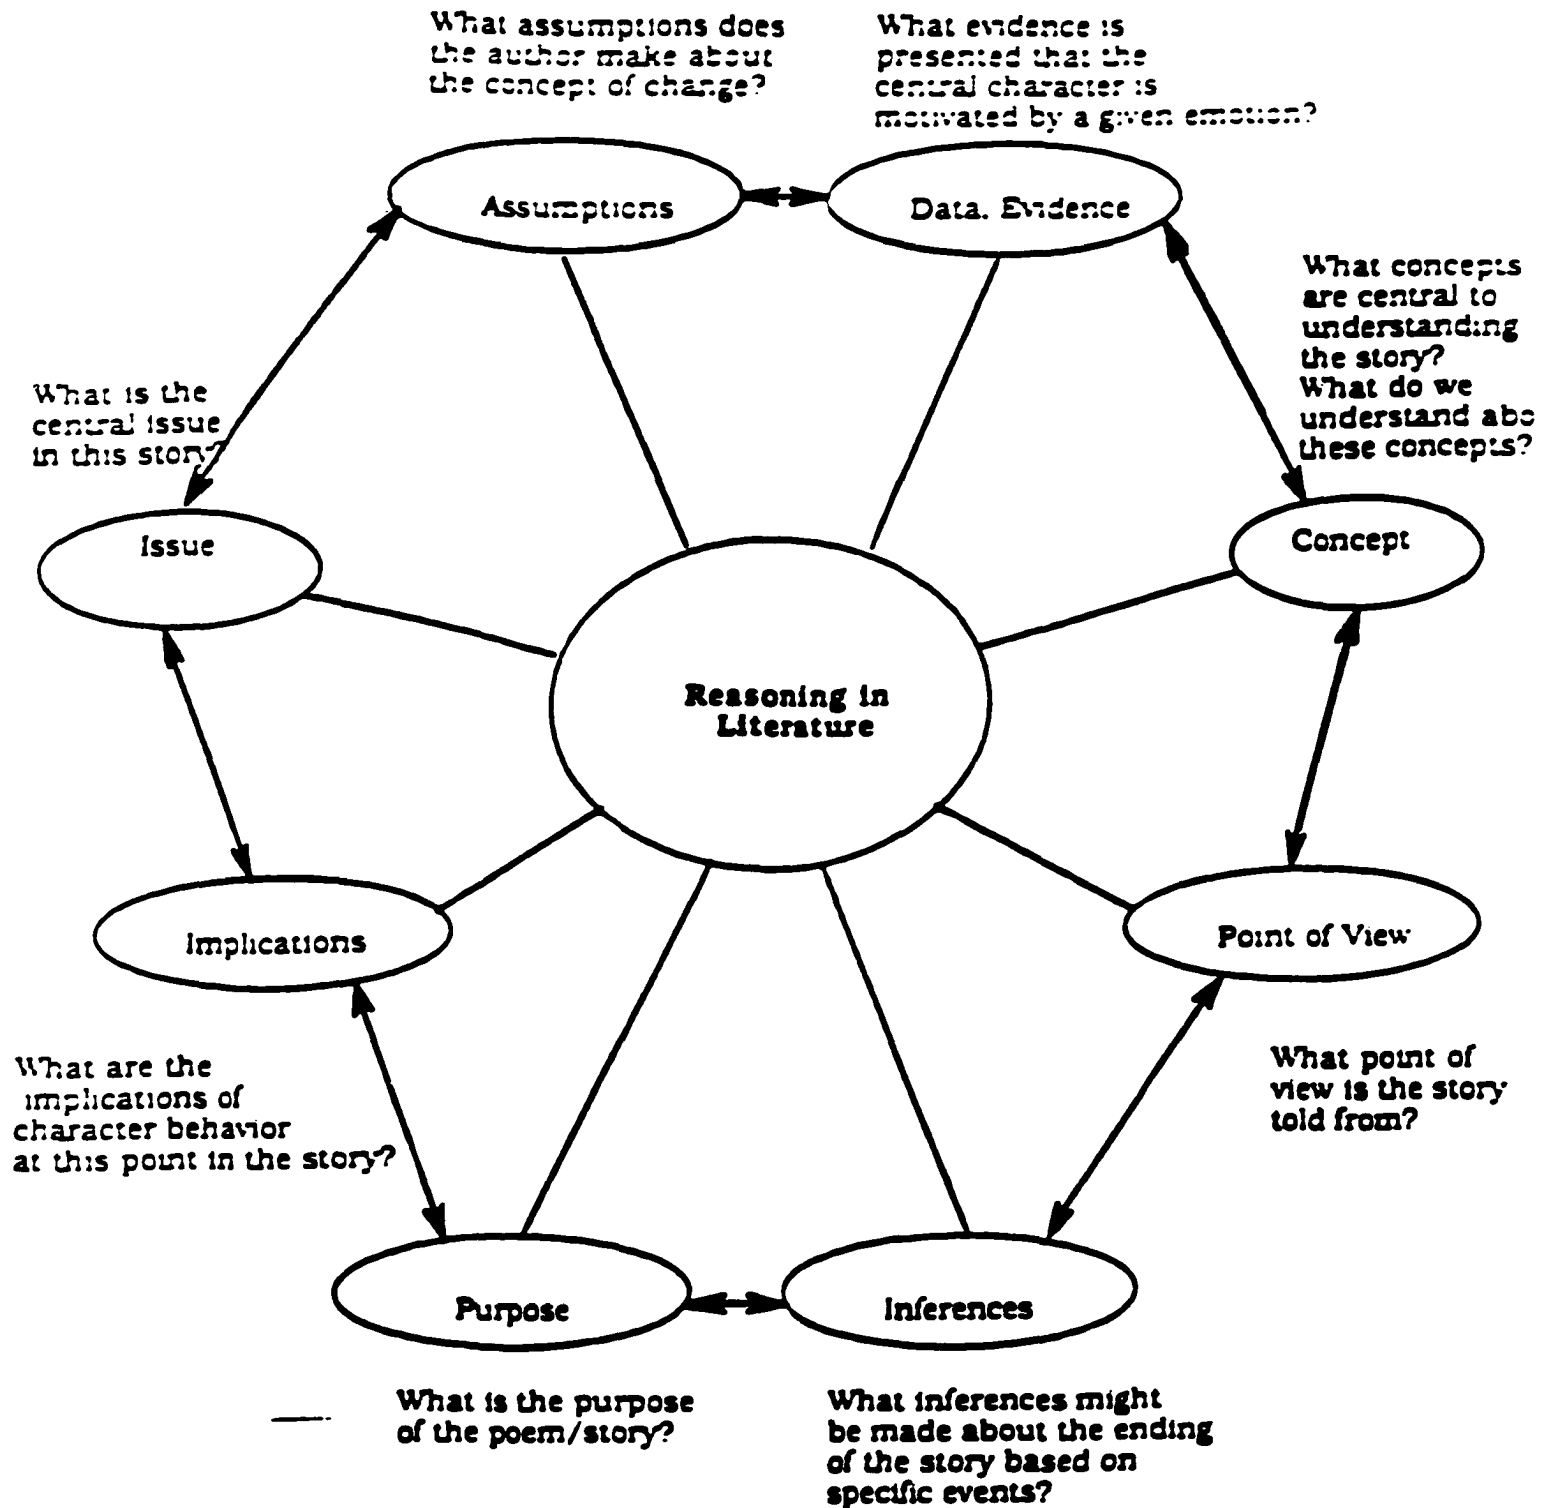 What assumptions does
the author make about
the concept of change?
What evidence is
presented that the
central character is
motivated by a given emotion?
Assumptions
Data. Evidence
What concepts
are central to
understanding
the story?
What do we
understand abo
these concepts?
What is the
central issue
in this story?
Issue
Concept
Reasoning in
Literature
Implications
Point of View
What are the
implications of
character behavior
at this point in the story?
What point of
view is the story
told from?
Purpose
Inferences
What is the purpose
of the poem/story?
What inferences might
be made about the ending
of the story based on
specific events?